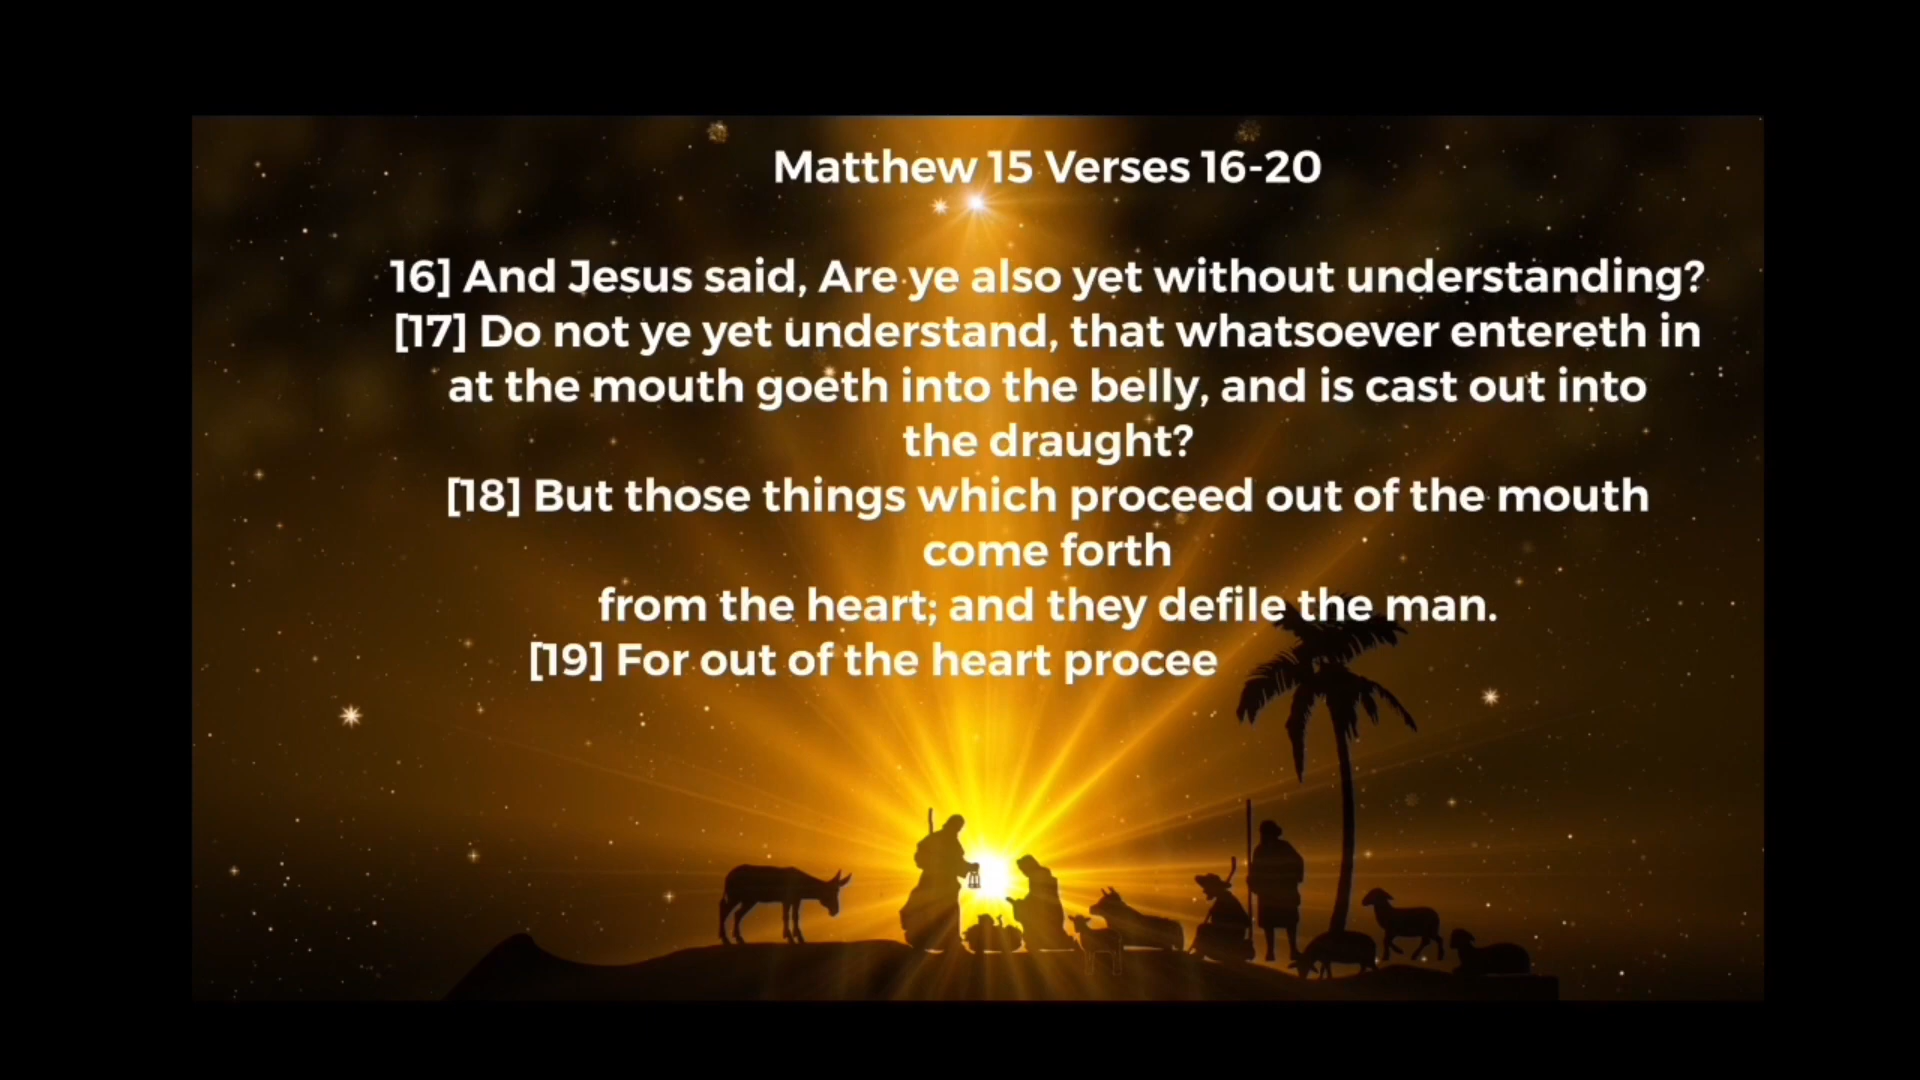 Matthew 15 Verses 16-20
16] And Jesus said, Are ye also yet without understanding?
[17] Do not ye yet understand, that whatsoever entereth in
at the mouth goeth into the belly, and is cast out into
the draught?
[18] But those things which proceed out of the mouth
come forth
from the heart; and they defile the man.
[19] For out of the heart procee